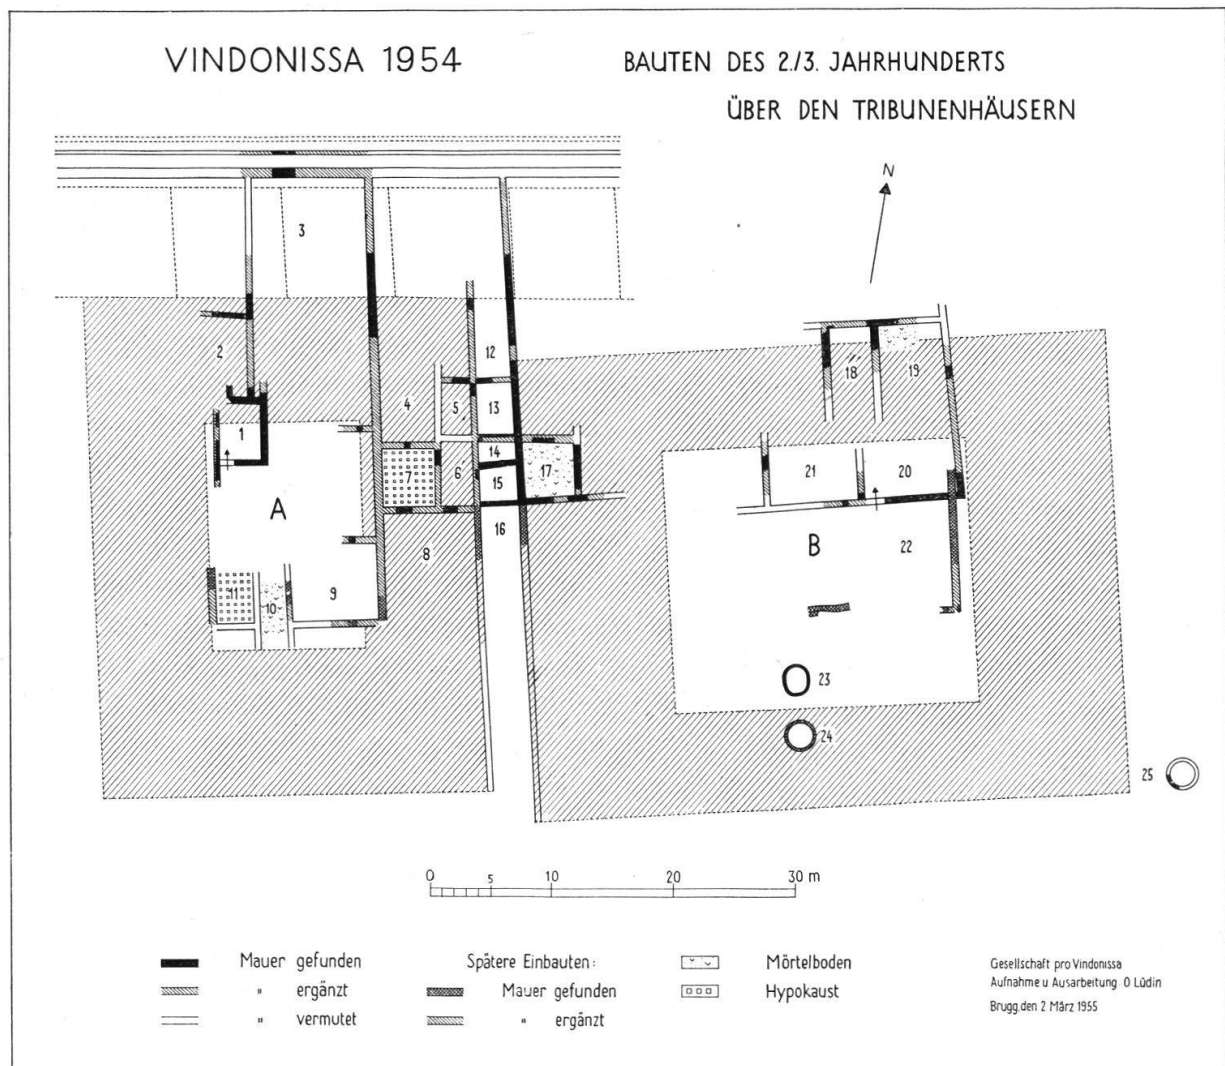 VINDONISSA 1954
BAUTEN DES 2./3. JAHRHUNDERTS
ÜBER DEN TRIBUNENHÄUSERN
N
3
2
12
18
19
4
5
13
1
14
7
6
15
17
21
20
A
16
B
22
8
11
10
9
23
24
25
0 5 10 20 30 m
Mauer gefunden
" ergänzt
" vermutet
Spätere Einbauten:
Mauer gefunden
" ergänzt
Mörtelboden
Hypokaust
Gesellschaft pro Vindonissa
Aufnahme u Ausarbeitung O Lüdin
Brugg, den 2 März 1955